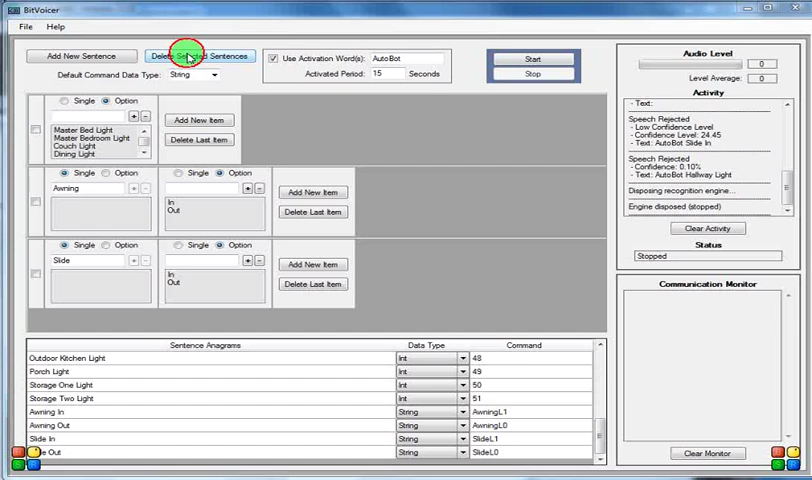 BitVoicer
File Help
Add New Sentence
Delete Selected Sentences
Use Activation Word(s): AutoBot
Activated Period: 15 Seconds
Default Command Data Type: String
Start
Stop
Single Option
Master Bed Light
Master Bedroom Light
Couch Light
Dining Light
+ -
Add New Item
Delete Last Item
Single Option
Awning
+ -
Single Option
+ -
In
Out
Add New Item
Delete Last Item
Single Option
Slide
+ -
Single Option
+ -
In
Out
Add New Item
Delete Last Item
Sentence Anagrams Data Type Command
Outdoor Kitchen Light Int 48
Porch Light Int 49
Storage One Light Int 50
Storage Two Light Int 51
Awning In String AwningL1
Awning Out String AwningL0
Slide In String SlideL1
Out String SlideL0
Audio Level
0
Level Average: 0
Activity
- Text:
Speech Rejected
- Low Confidence Level
- Confidence Level: 24.45
- Text: AutoBot Slide In
Speech Rejected
- Confidence: 0.10%
- Text: AutoBot Hallway Light
Disposing recognition engine...
Engine disposed (stopped)
Clear Activity
Status
Stopped
Communication Monitor
Clear Monitor